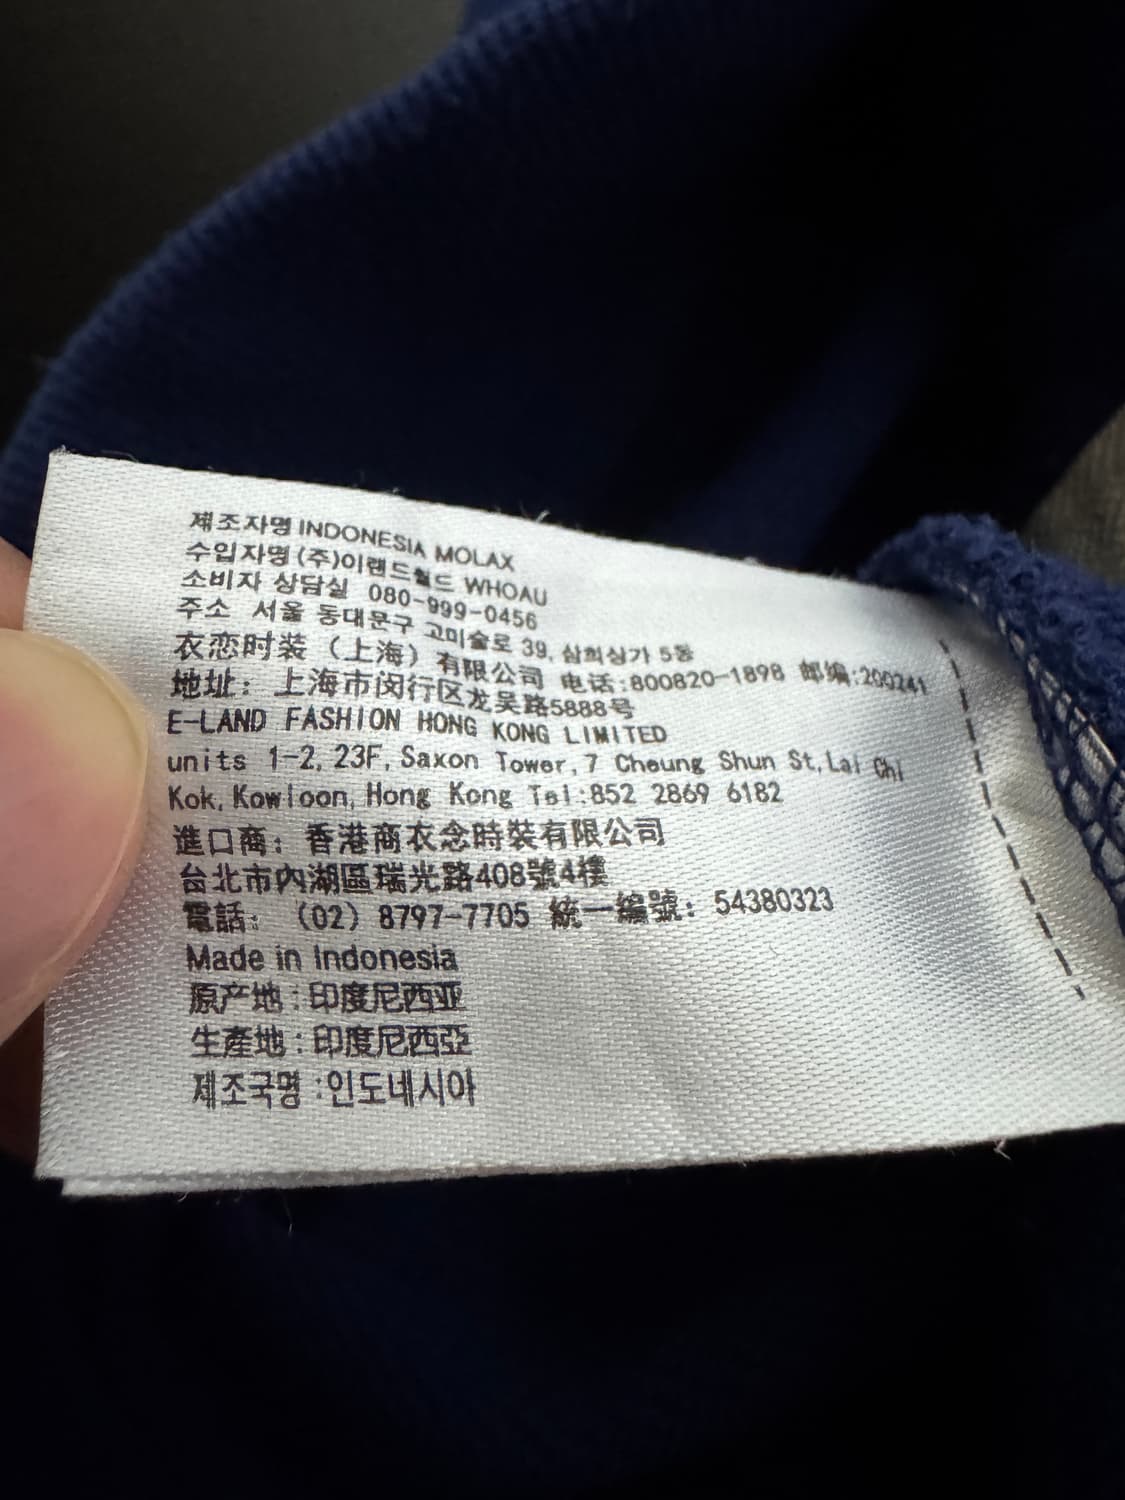 제조자명 INDONESIA MOLAX
수입자명 (주)이랜드월드 WHOAU
소비자 상담실 080-999-0456
주소 서울 동대문구 고미술로 39, 삼희상가 5동
衣恋时装（上海）有限公司 电话:800820-1898 邮编:200241
地址：上海市闵行区龙吴路5888号
E-LAND FASHION HONG KONG LIMITED
units 1-2, 23F, Saxon Tower, 7 Cheung Shun St, Lai Chi
Kok, Kowloon, Hong Kong Tel:852 2869 6182
進口商：香港商衣念時裝有限公司
台北市內湖區瑞光路408號4樓
電話：（02）8797-7705 統一編號：54380323
Made in Indonesia
原产地:印度尼西亚
生產地:印度尼西亞
제조국명:인도네시아